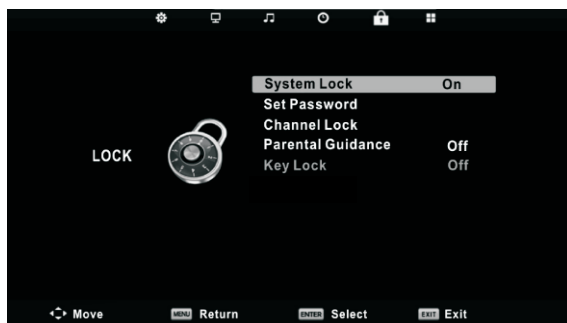 System Lock On
Set Password
Channel Lock
Parental Guidance Off
LOCK
Key Lock Off
Move MENU Return ENTER Select EXIT Exit